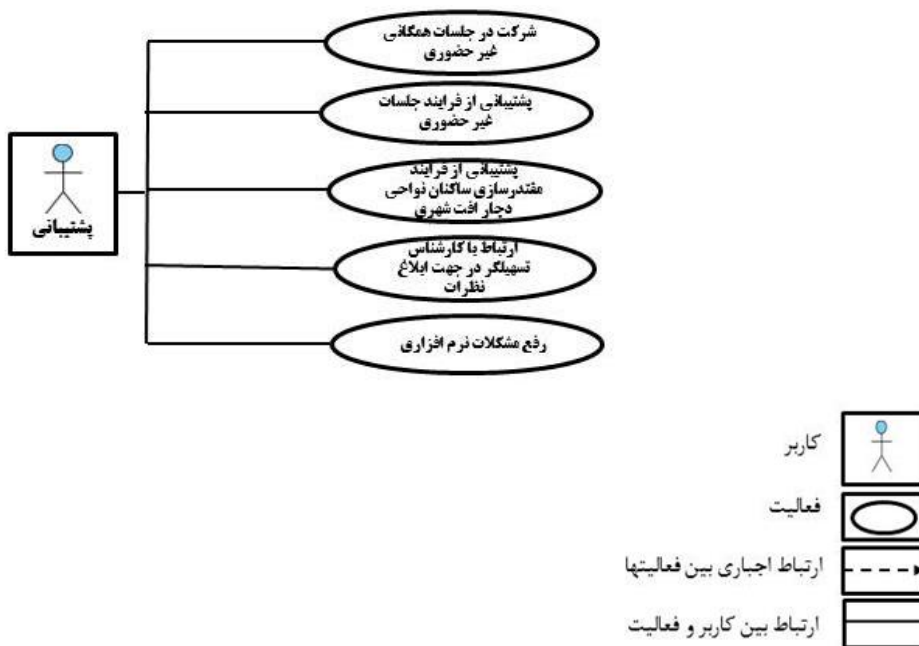 شرکت در جلسات همگانی
غیر حضوری
پشتیبانی از فرایند جلسات
غیر حضوری
پشتیبانی از فرایند
مقتدرسازی ساکنان نواحی
دچار افت شهری
ارتباط با کارشناس
تسهیلگر در جهت ابلاغ
نظرات
رفع مشکلات نرم افزاری
پشتیبانی
کاربر
فعالیت
ارتباط اجباری بین فعالیتها
ارتباط بین کاربر و فعالیت